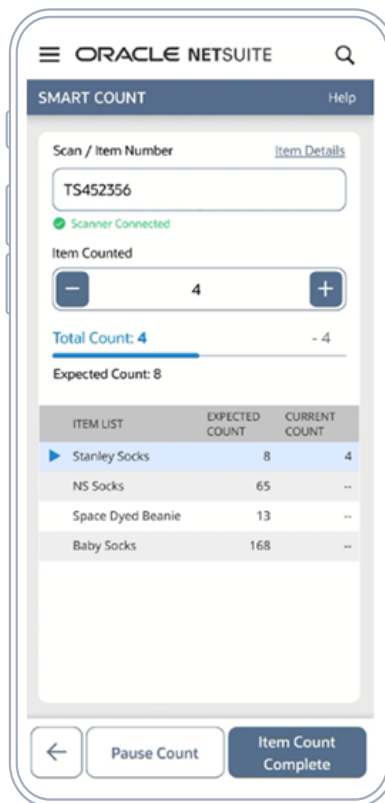 ORACLE NETSUITE
SMART COUNT Help
Scan / Item Number Item Details
TS452356
Scanner Connected
Item Counted
− 4 +
Total Count: 4 - 4
Expected Count: 8
ITEM LIST EXPECTED COUNT CURRENT COUNT
Stanley Socks 8 4
NS Socks 65 --
Space Dyed Beanie 13 --
Baby Socks 168 --
Pause Count
Item Count
Complete